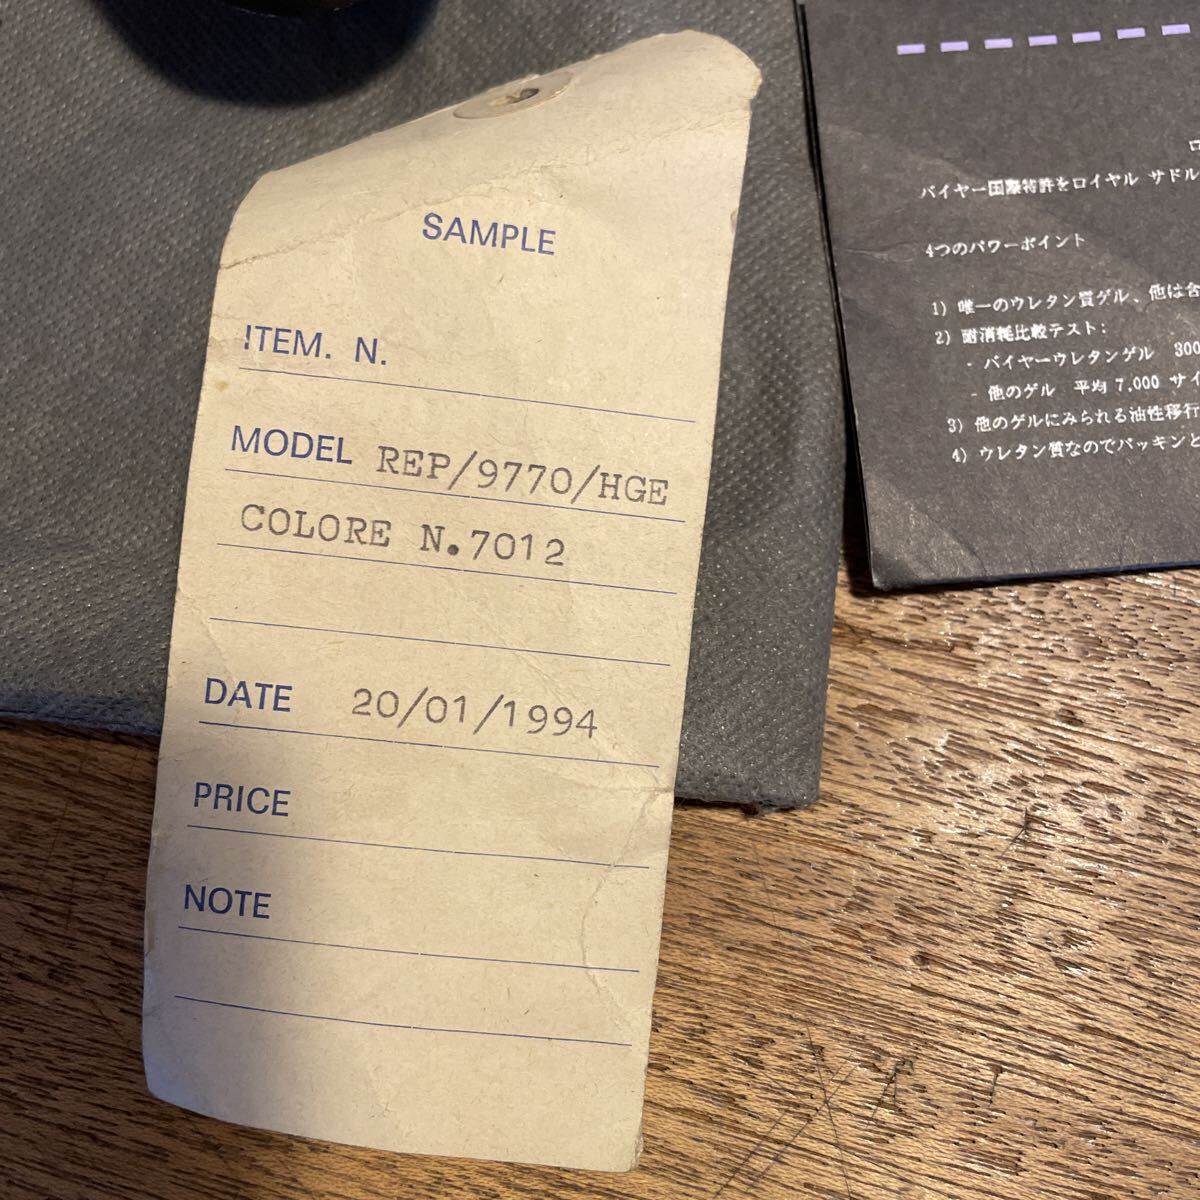 SAMPLE
ITEM. N.
MODEL REP/9770/HGE
COLORE N.7012
DATE 20/01/1994
PRICE
NOTE
バイヤー国際特許をロイヤル サドル
4つのパワーポイント
1) 唯一のウレタン質ゲル、他は含
2) 耐消耗比較テスト:
- バイヤーウレタンゲル 300
- 他のゲル 平均 7,000 サイ
3) 他のゲルにみられる油性移行
4) ウレタン質なのでパッキンと